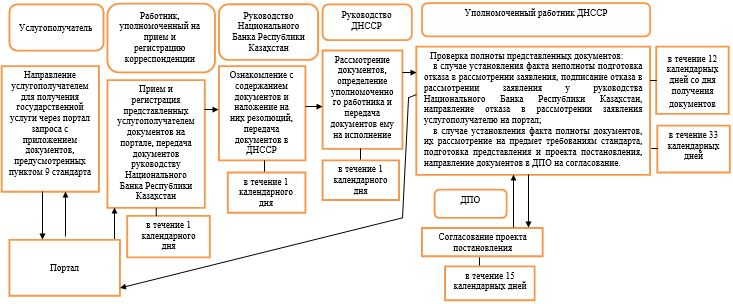 Услугополучатель
Работник,
уполномоченный на
прием и
регистрацию
корреспонденции
Руководство
Национального
Банка Республики
Казахстан
Руководство
ДНССР
Уполномоченный работник ДНССР
Направление
услугополучателем
для получения
государственной
услуги через портал
запроса с
приложением
документов,
предусмотренных
пунктом 9 стандарта
Прием и
регистрация
представленных
услугополучателем
документов на
портале, передача
документов
руководству
Национального
Банка Республики
Казахстан
Ознакомление с
содержанием
документов и
наложение на
них резолюций,
передача
документов в
ДНССР
Рассмотрение
документов,
определение
уполномоченно
го работника и
передача
документов ему
на исполнение
Проверка полноты представленных документов:
в случае установления факта неполноты подготовка
отказа в рассмотрении заявления, подписание отказа в
рассмотрении заявления у руководства
Национального Банка Республики Казахстан,
направление отказа в рассмотрении заявления
услугополучателю на портал;
в случае установления факта полноты документов,
их рассмотрение на предмет требованиям стандарта,
подготовка представления и проекта постановления,
направление документов в ДПО на согласование.
в течение 12
календарных
дней со дня
получения
документов
в течение 33
календарных
дней
в течение 1
календарного
дня
в течение 1
календарного
дня
в течение 1
календарного
дня
ДПО
Согласование проекта
постановления
в течение 15
календарных дней
Портал